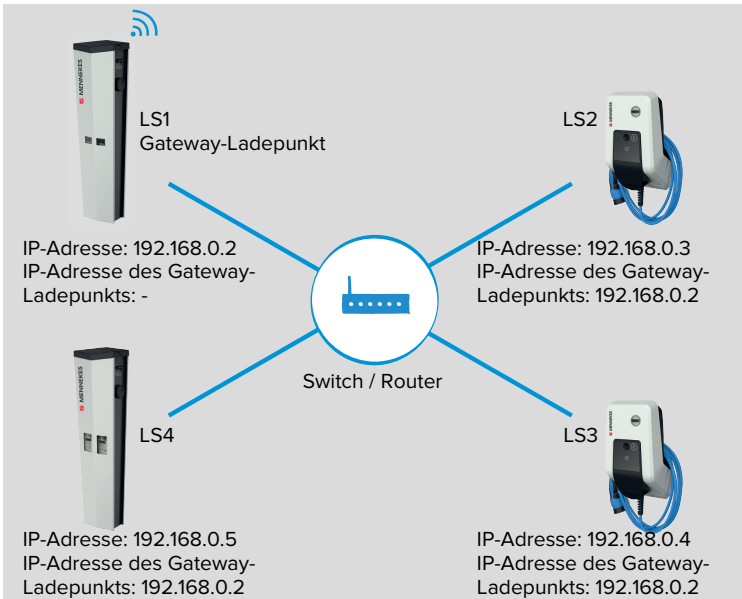 MENNEKES
LS1
Gateway-Ladepunkt
IP-Adresse: 192.168.0.2
IP-Adresse des Gateway-
Ladepunkts: -
LS2
IP-Adresse: 192.168.0.3
IP-Adresse des Gateway-
Ladepunkts: 192.168.0.2
Switch / Router
MENNEKES
LS4
IP-Adresse: 192.168.0.5
IP-Adresse des Gateway-
Ladepunkts: 192.168.0.2
LS3
IP-Adresse: 192.168.0.4
IP-Adresse des Gateway-
Ladepunkts: 192.168.0.2